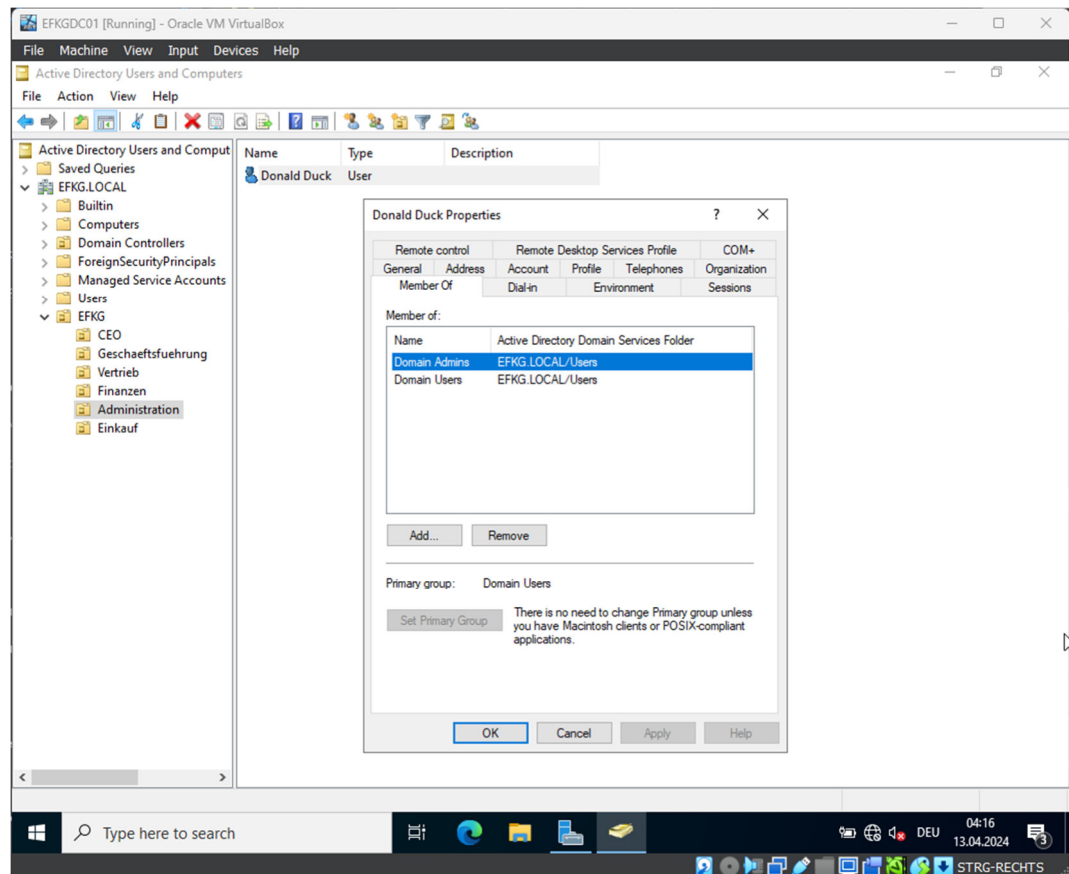 EFKGDC01 [Running] - Oracle VM VirtualBox
File Machine View Input Devices Help
Active Directory Users and Computers
File Action View Help
Active Directory Users and Comput
Saved Queries
EFKG.LOCAL
Builtin
Computers
Domain Controllers
ForeignSecurityPrincipals
Managed Service Accounts
Users
EFKG
CEO
Geschaeftsfuehrung
Vertrieb
Finanzen
Administration
Einkauf
Name Type Description
Donald Duck User
Donald Duck Properties ?
Remote control Remote Desktop Services Profile COM+
General Address Account Profile Telephones Organization
Member Of Dial-in Environment Sessions
Member of:
Name Active Directory Domain Services Folder
Domain Admins EFKG.LOCAL/Users
Domain Users EFKG.LOCAL/Users
Add... Remove
Primary group: Domain Users
Set Primary Group
There is no need to change Primary group unless
you have Macintosh clients or POSIX-compliant
applications.
OK Cancel Apply Help
Type here to search
DEU
04:16
13.04.2024
3
STRG-RECHTS